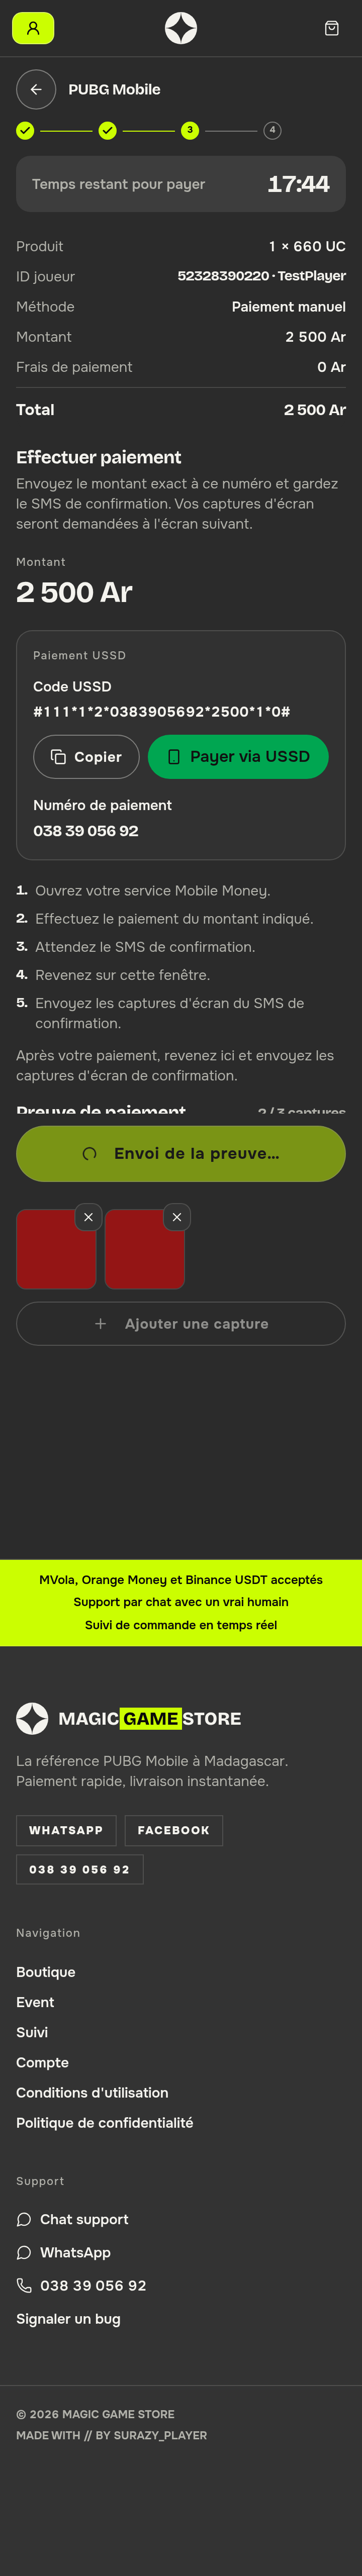 PUBG Mobile
3
4
Temps restant pour payer 17:44
Produit 1 × 660 UC
ID joueur 52328390220 · TestPlayer
Méthode Paiement manuel
Montant 2 500 Ar
Frais de paiement 0 Ar
Total 2 500 Ar
Effectuer paiement
Envoyez le montant exact à ce numéro et gardez
le SMS de confirmation. Vos captures d'écran
seront demandées à l'écran suivant.
Montant
2 500 Ar
Paiement USSD
Code USSD
#111*1*2*0383905692*2500*1*0#
Copier
Payer via USSD
Numéro de paiement
038 39 056 92
1. Ouvrez votre service Mobile Money.
2. Effectuez le paiement du montant indiqué.
3. Attendez le SMS de confirmation.
4. Revenez sur cette fenêtre.
5. Envoyez les captures d'écran du SMS de
confirmation.
Après votre paiement, revenez ici et envoyez les
captures d'écran de confirmation.
Preuve de paiement 2 / 3 captures
Envoi de la preuve...
Ajouter une capture
MVola, Orange Money et Binance USDT acceptés
Support par chat avec un vrai humain
Suivi de commande en temps réel
MAGIC GAME STORE
La référence PUBG Mobile à Madagascar.
Paiement rapide, livraison instantanée.
WHATSAPP
FACEBOOK
038 39 056 92
Navigation
Boutique
Event
Suivi
Compte
Conditions d'utilisation
Politique de confidentialité
Support
Chat support
WhatsApp
038 39 056 92
Signaler un bug
© 2026 MAGIC GAME STORE
MADE WITH // BY SURAZY_PLAYER